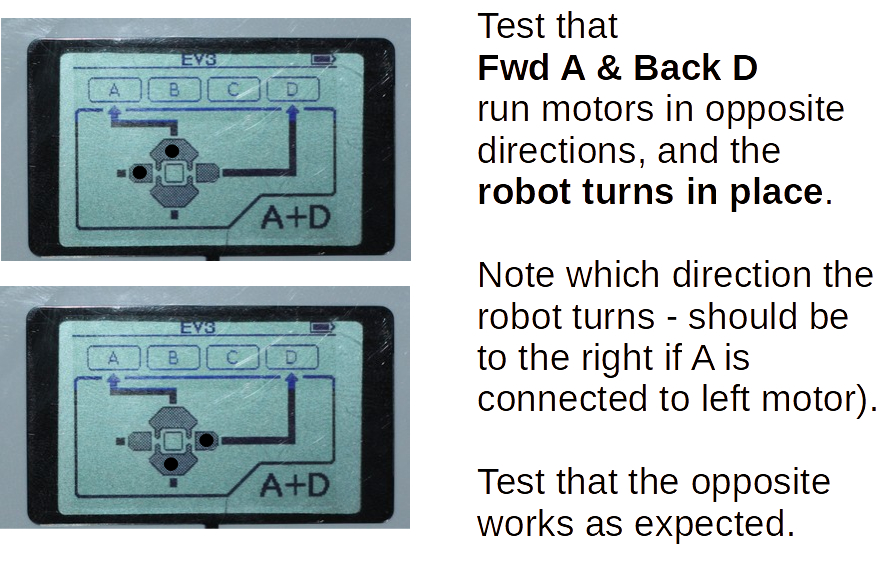 EV3
A B C D
A+D
EV3
A B C D
A+D
Test that
Fwd A & Back D
run motors in opposite
directions, and the
robot turns in place.
Note which direction the
robot turns - should be
to the right if A is
connected to left motor).
Test that the opposite
works as expected.